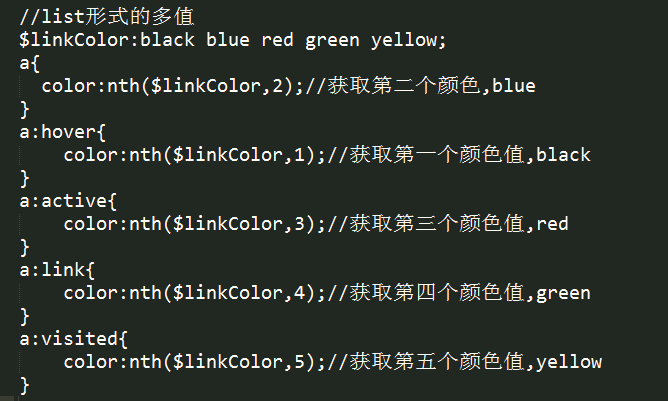 //list形式的多值
$linkColor:black blue red green yellow;
a{
  color:nth($linkColor,2);//获取第二个颜色,blue
}
a:hover{
    color:nth($linkColor,1);//获取第一个颜色值,black
}
a:active{
    color:nth($linkColor,3);//获取第三个颜色值,red
}
a:link{
    color:nth($linkColor,4);//获取第四个颜色值,green
}
a:visited{
    color:nth($linkColor,5);//获取第五个颜色值,yellow
}